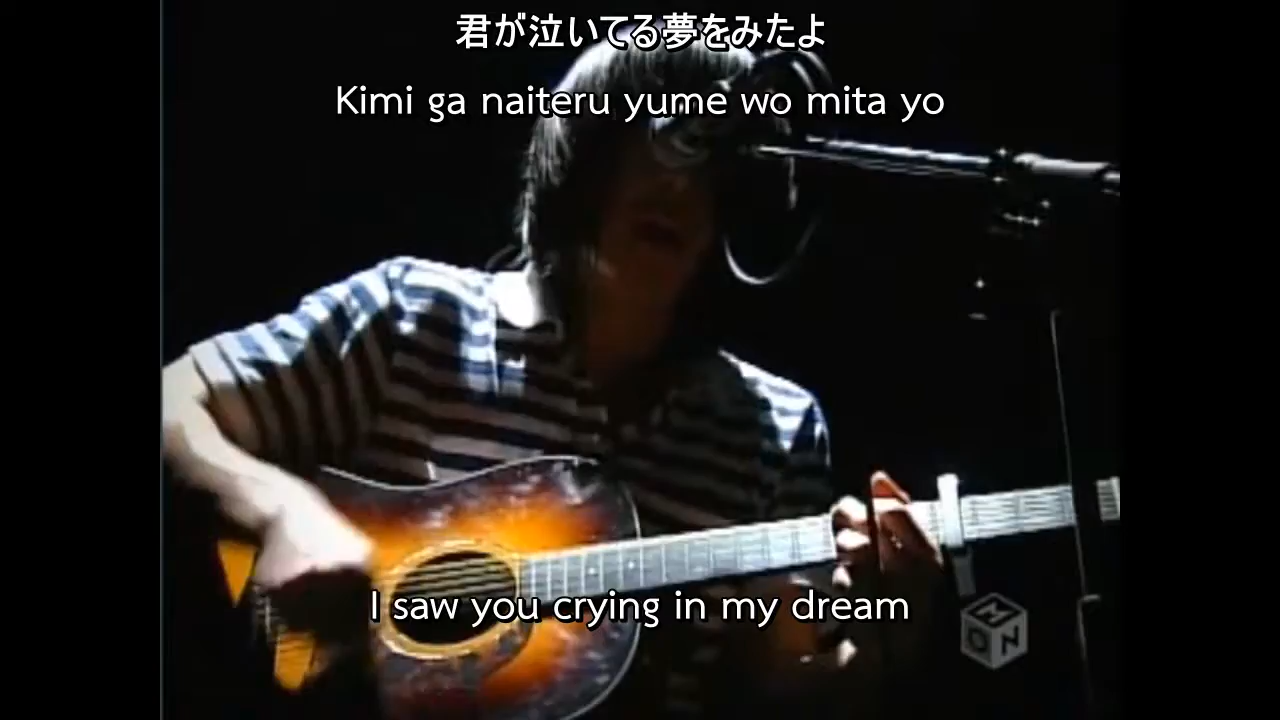 君が泣いてる夢をみたよ
Kimi ga naiteru yume wo mita yo
I saw you crying in my dream
M
ON